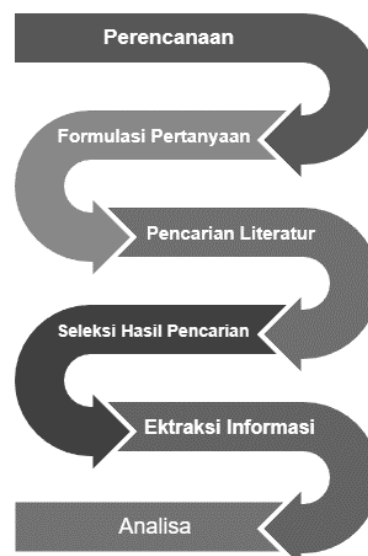 Perencanaan
Formulasi Pertanyaan
Pencarian Literatur
Seleksi Hasil Pencarian
Ektraksi Informasi
Analisa